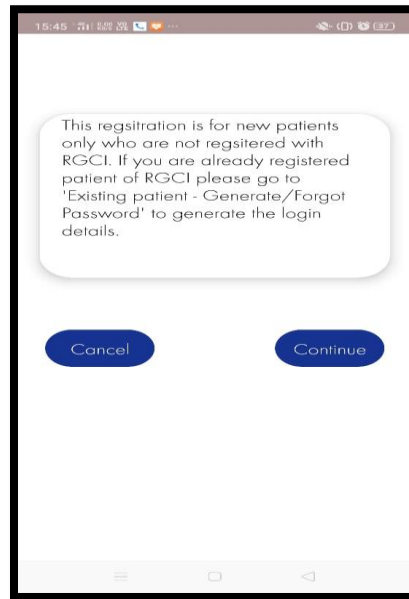 15:45
This regsitration is for new patients
only who are not regsitered with
RGCI. If you are already registered
patient of RGCI please go to
'Existing patient - Generate/Forgot
Password' to generate the login
details.
Cancel
Continue